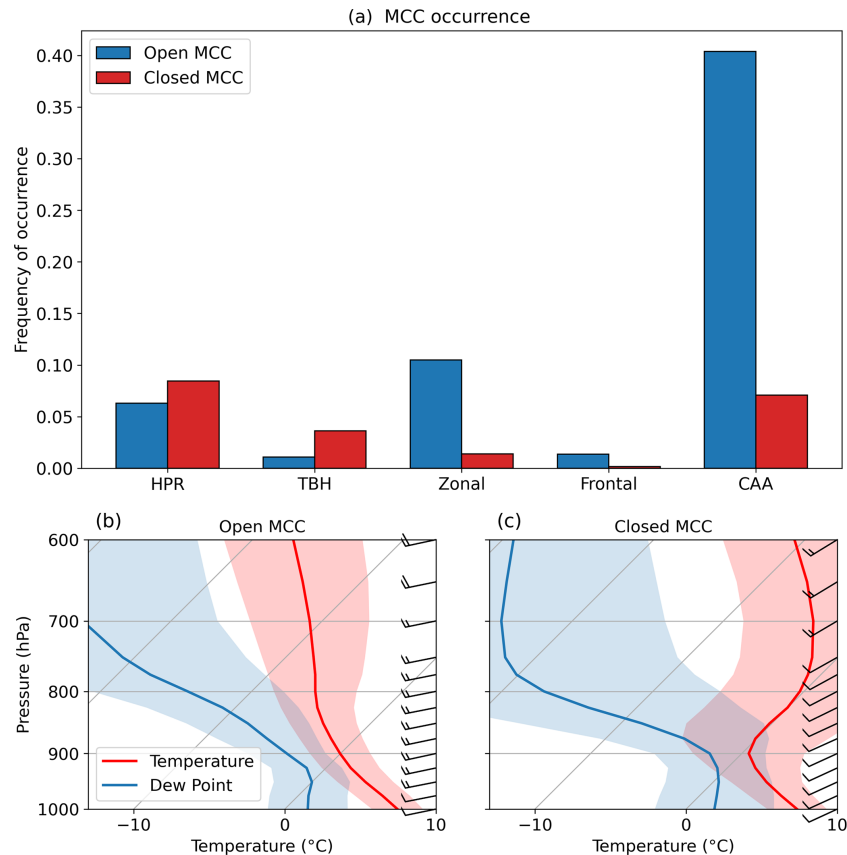 (a) MCC occurrence
Frequency of occurrence
0.40
0.35
0.30
0.25
0.20
0.15
0.10
0.05
0.00
Open MCC
Closed MCC
HPR TBH Zonal Frontal CAA
(b) Open MCC
Pressure (hPa)
600
700
800
900
1000
Temperature
Dew Point
−10 0 10
Temperature (°C)
(c) Closed MCC
−10 0 10
Temperature (°C)